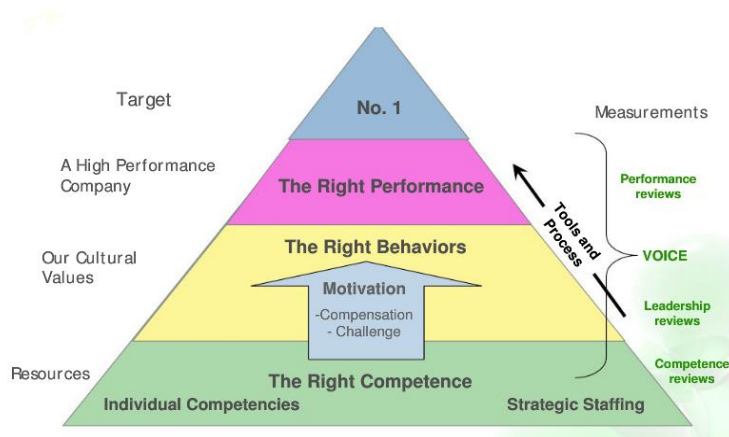 Target
No. 1
Measurements
A High Performance
Company
The Right Performance
Performance
reviews
Tools and
Process
Our Cultural
Values
The Right Behaviors
VOICE
Motivation
-Compensation
- Challenge
Leadership
reviews
Resources
The Right Competence
Competence
reviews
Individual Competencies
Strategic Staffing